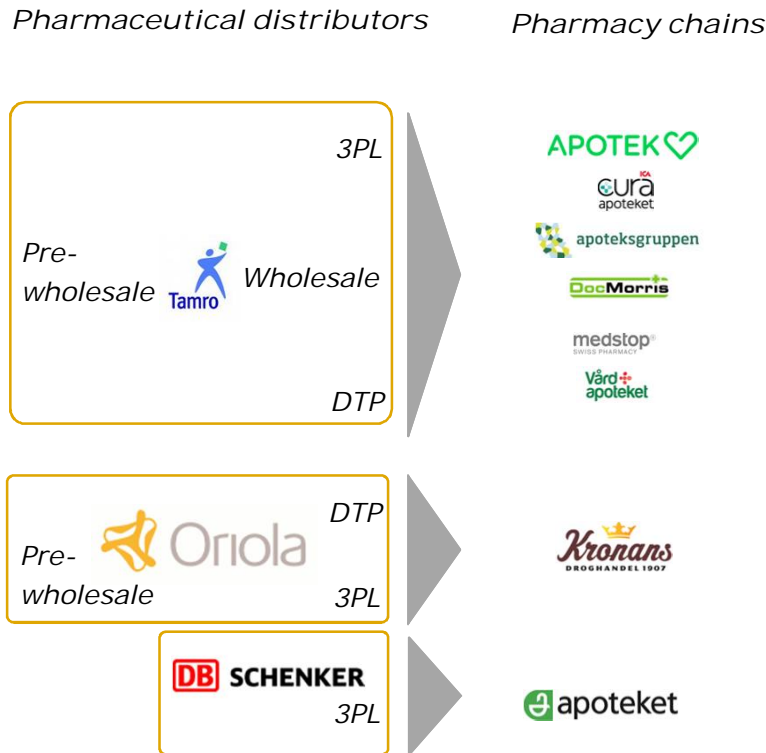 Pharmaceutical distributors
Pharmacy chains
3PL
Pre-
wholesale
Tamro
Wholesale
DTP
APOTEK
ICA
cura
apoteket
apoteksgruppen
DocMorris
medstop®
SWISS PHARMACY
Vård
apoteket
Oriola
DTP
Pre-
wholesale
3PL
Kronans
DROGHANDEL 1907
DB SCHENKER
3PL
apoteket